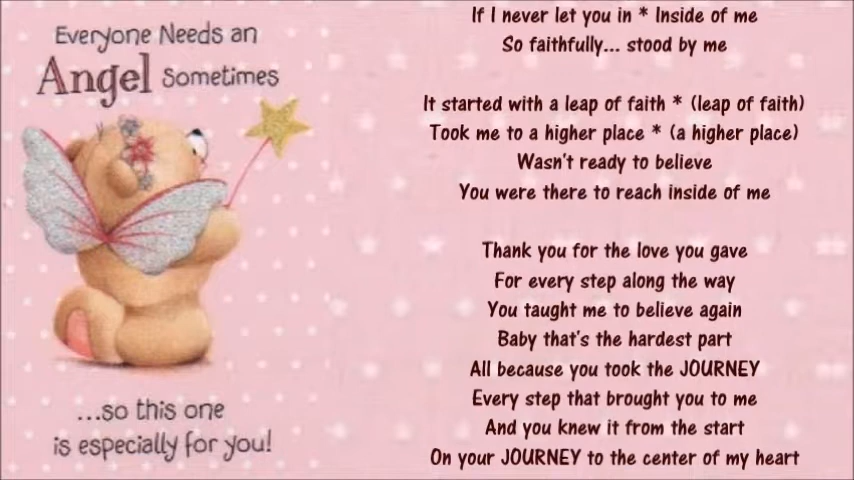 Everyone Needs an
Angel Sometimes
...so this one
is especially for you!
If I never let you in * Inside of me
So faithfully... stood by me
It started with a leap of faith * (leap of faith)
Took me to a higher place * (a higher place)
Wasn't ready to believe
You were there to reach inside of me
Thank you for the love you gave
For every step along the way
You taught me to believe again
Baby that's the hardest part
All because you took the JOURNEY
Every step that brought you to me
And you knew it from the start
On your JOURNEY to the center of my heart